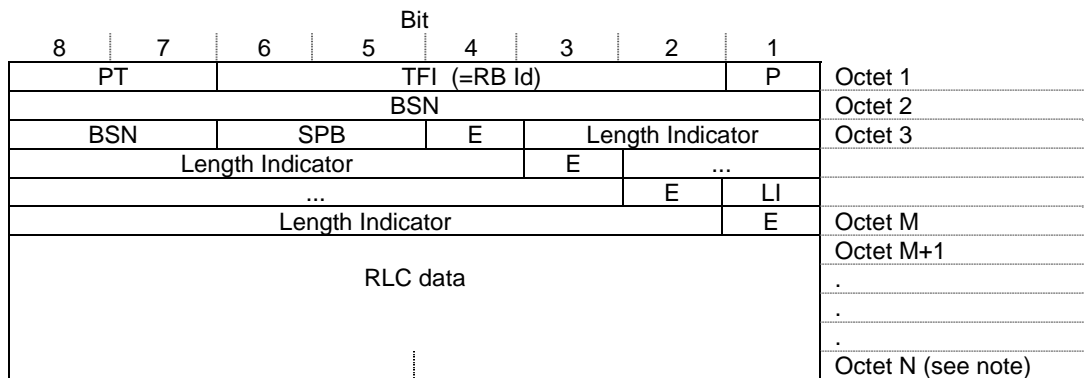 Bit
8 7 6 5 4 3 2 1
PT TFI (=RB Id) P Octet 1
BSN Octet 2
BSN SPB E Length Indicator Octet 3
Length Indicator E ...
... E LI
Length Indicator E Octet M
Octet M+1
RLC data .
.
.
Octet N (see note)